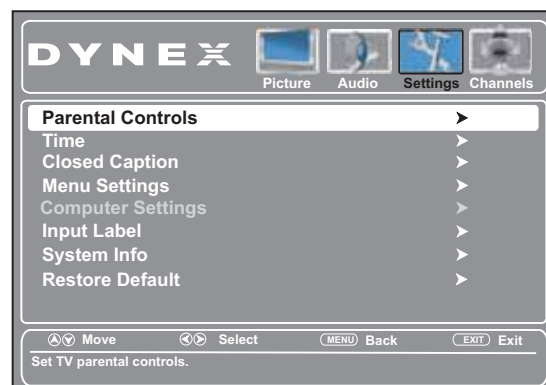 DYNEX
Picture Audio Settings Channels
Parental Controls
Time
Closed Caption
Menu Settings
Computer Settings
Input Label
System Info
Restore Default
Move Select MENU Back EXIT Exit
Set TV parental controls.